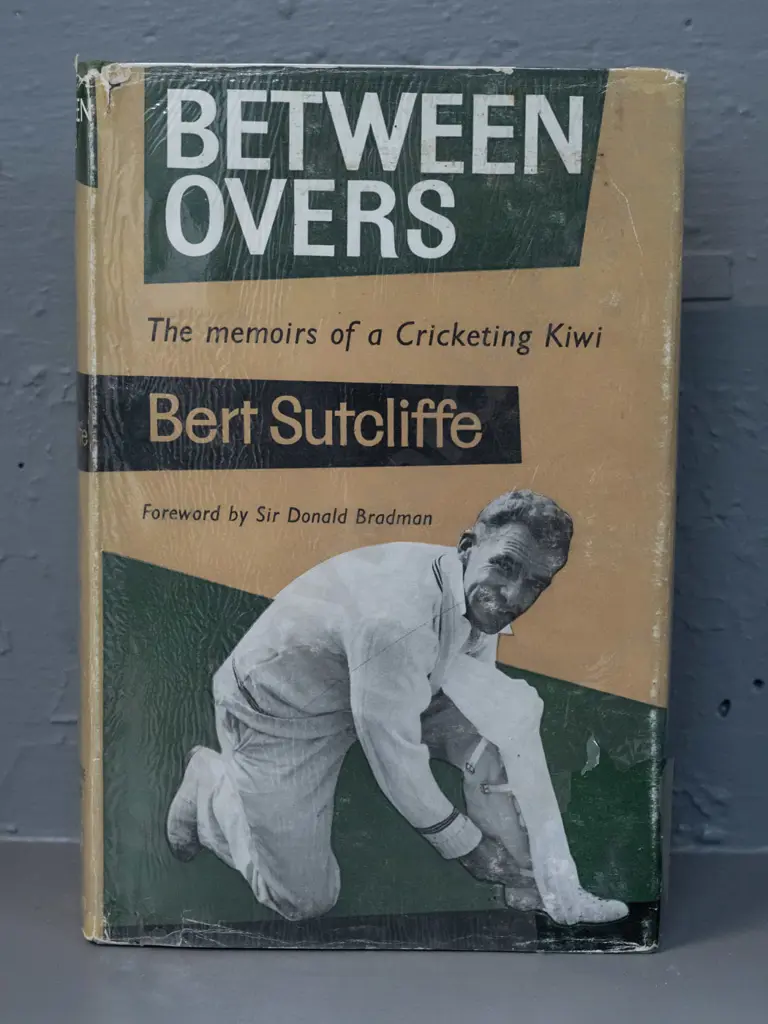 BETWEEN
OVERS
The memoirs of a Cricketing Kiwi
Bert Sutcliffe
Foreword by Sir Donald Bradman